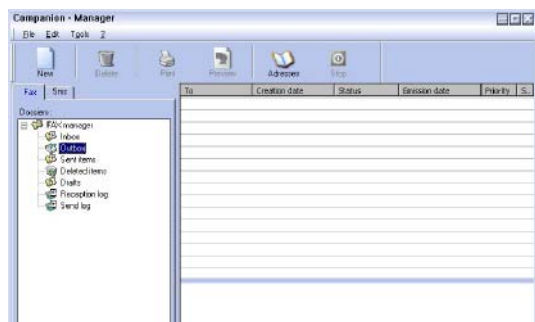 Companion - Manager
File Edit Tools ?
New Delete Print Preview Adresses Stop
Fax Sms
To Creation date Status Emission date Priority S..
Dossiers
FAX manager
Inbox
Outbox
Sent items
Deleted items
Drafts
Reception log
Send log